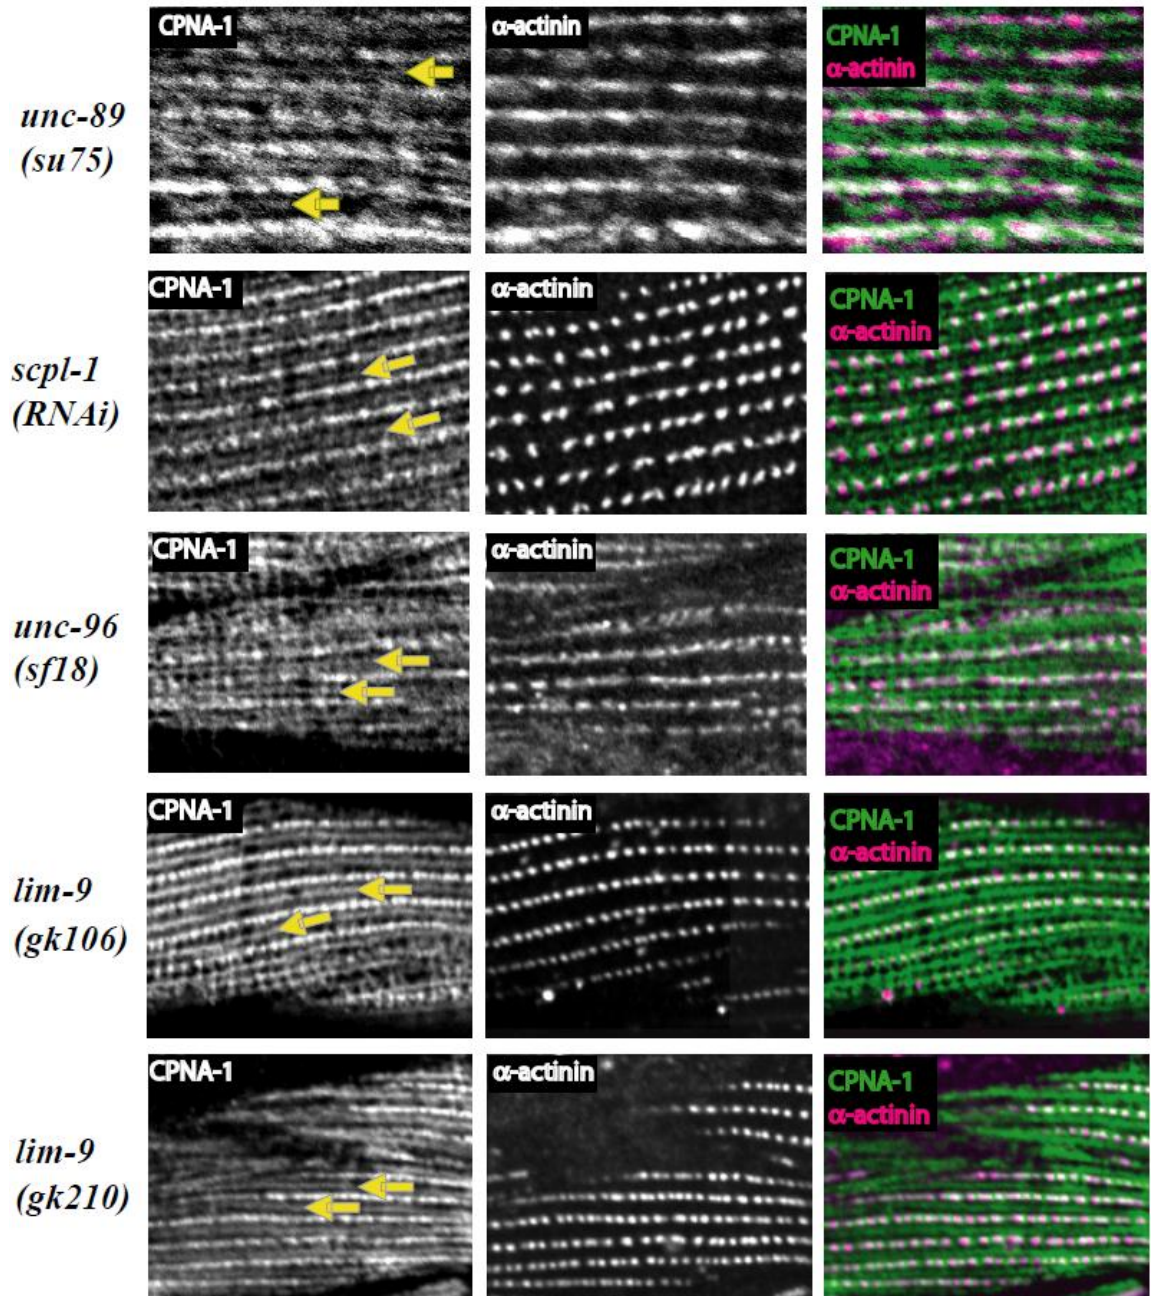 CPNA-1
α-actinin
CPNA-1
α-actinin
unc-89
(su75)
CPNA-1
α-actinin
CPNA-1
α-actinin
scpl-1
(RNAi)
CPNA-1
α-actinin
CPNA-1
α-actinin
unc-96
(sf18)
CPNA-1
α-actinin
CPNA-1
α-actinin
lim-9
(gk106)
CPNA-1
α-actinin
CPNA-1
α-actinin
lim-9
(gk210)